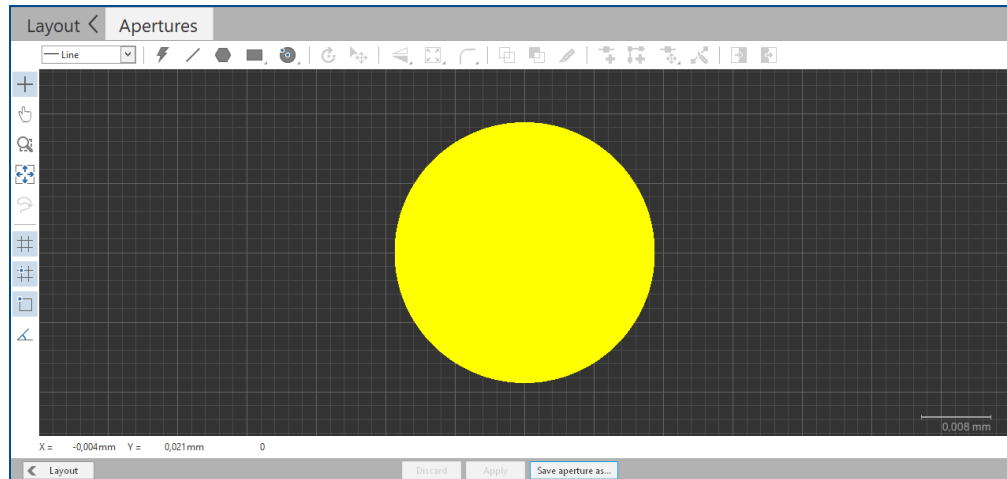 Layout Apertures
Line
0,008 mm
X = -0,004mm Y = 0,021mm 0
Layout Discard Apply Save aperture as...